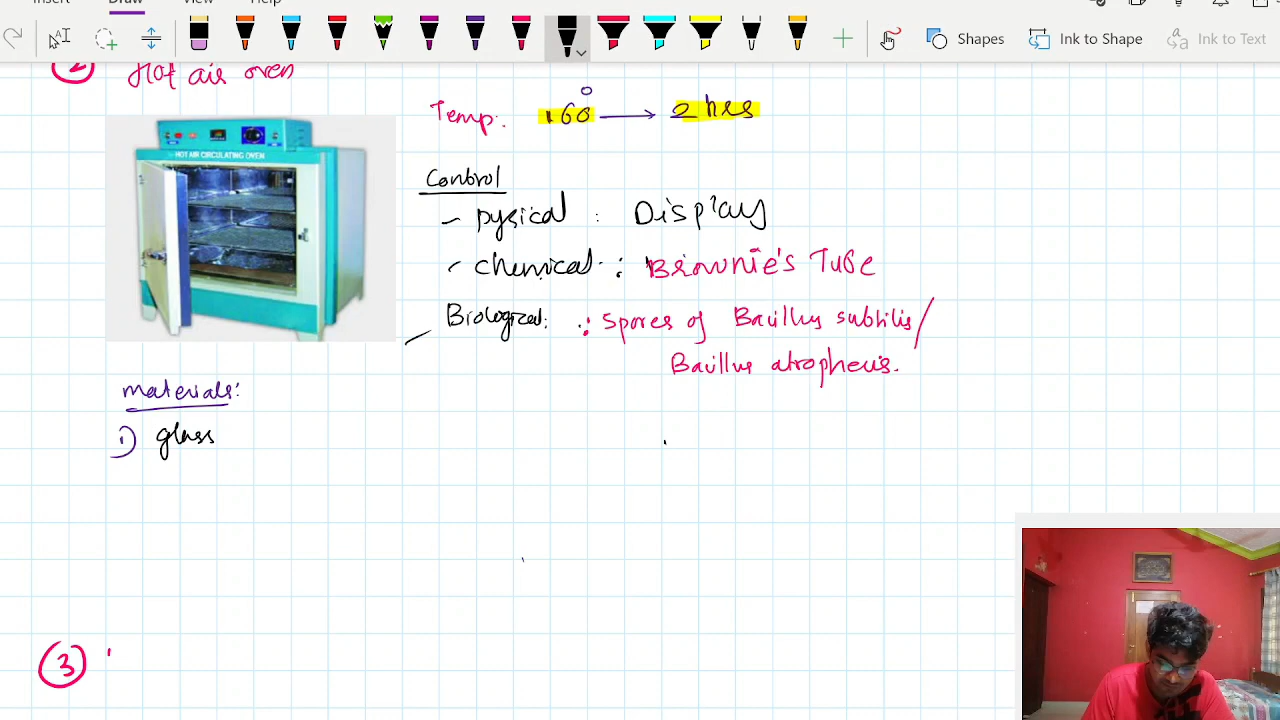 Insert Draw View Help
Shapes Ink to Shape Ink to Text
② Hot air oven
Temp: 160° → 2 hrs
HOT AIR CIRCULATING OVEN
Control
- pysical : Display
- chemical : Brownie's Tube
- Biological: : Spores of Bacillus subtilis/
Bacillus atropheus.
materials:
1) glass
③